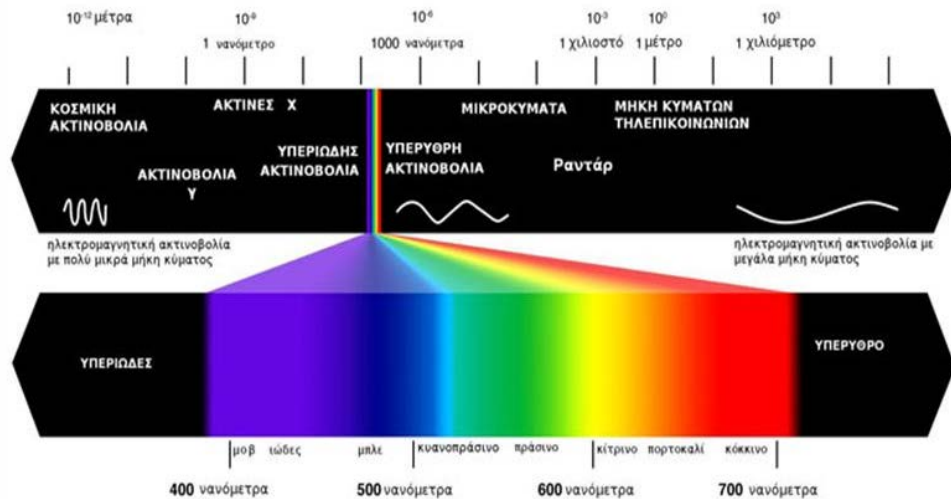 10⁻¹² μέτρα 10⁻⁹ 10⁻⁶ 10⁻³ 10⁰ 10³
1 νανόμετρο 1000 νανόμετρα 1 χιλιοστό 1 μέτρο 1 χιλιόμετρο
ΚΟΣΜΙΚΗ
ΑΚΤΙΝΟΒΟΛΙΑ
ΑΚΤΙΝΕΣ Χ
ΜΙΚΡΟΚΥΜΑΤΑ
ΜΗΚΗ ΚΥΜΑΤΩΝ
ΤΗΛΕΠΙΚΟΙΝΩΝΙΩΝ
ΑΚΤΙΝΟΒΟΛΙΑ
γ
ΥΠΕΡΙΩΔΗΣ
ΑΚΤΙΝΟΒΟΛΙΑ
ΥΠΕΡΥΘΡΗ
ΑΚΤΙΝΟΒΟΛΙΑ
Ραντάρ
ηλεκτρομαγνητική ακτινοβολία
με πολύ μικρά μήκη κύματος
ηλεκτρομαγνητική ακτινοβολία με
μεγάλα μήκη κύματος
ΥΠΕΡΙΩΔΕΣ
ΥΠΕΡΥΘΡΟ
μοβ ιώδες μπλε κυανοπράσινο πράσινο κίτρινο πορτοκαλί κόκκινο
400 νανόμετρα 500 νανόμετρα 600 νανόμετρα 700 νανόμετρα